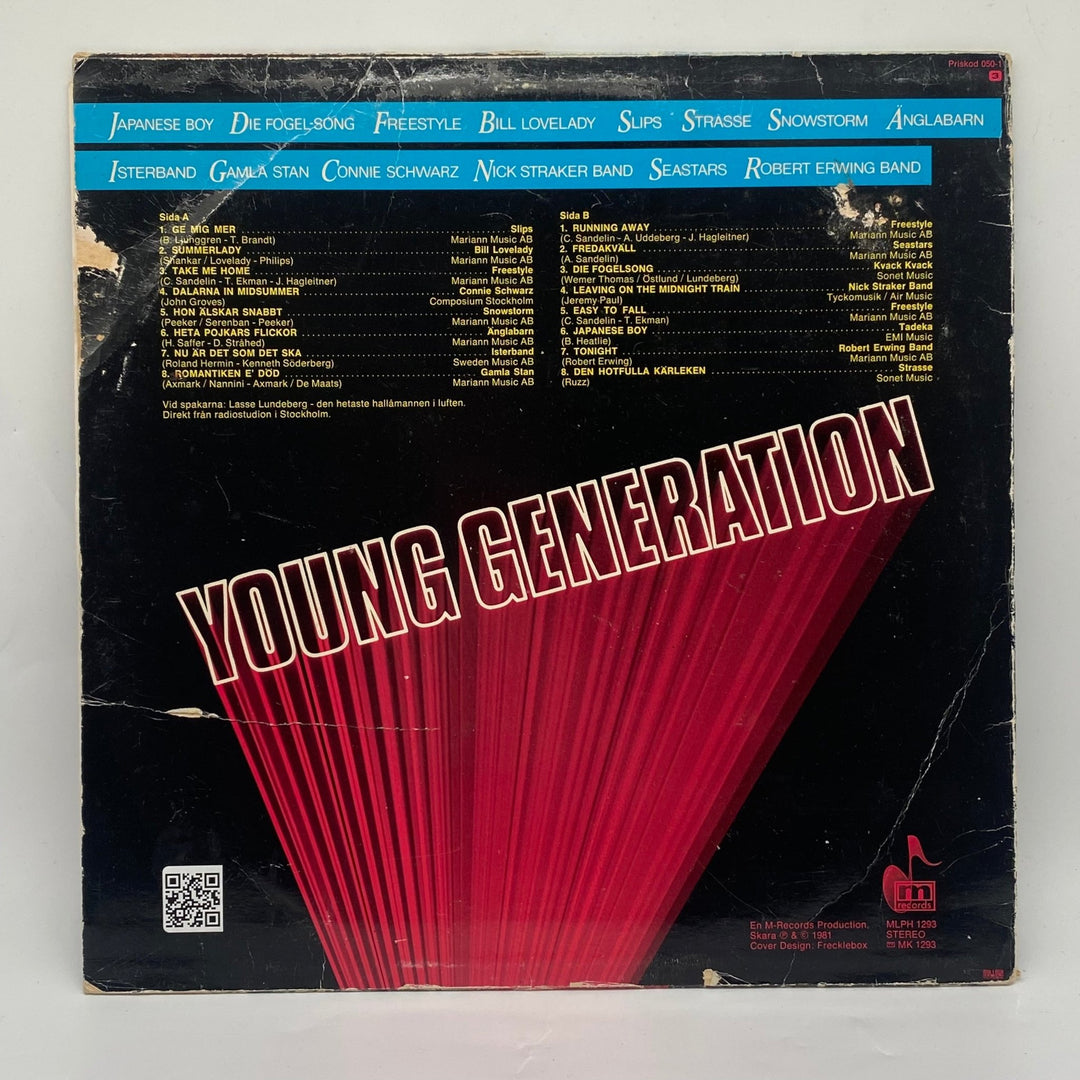 Priskod 050-1
3
JAPANESE BOY DIE FOGEL-SONG FREESTYLE BILL LOVELADY SLIPS STRASSE SNOWSTORM ÄNGLABARN
ISTERBAND GAMLA STAN CONNIE SCHWARZ NICK STRAKER BAND SEASTARS ROBERT ERWING BAND
Sida A
1. GE MIG MER Slips
(B. Ljunggren - T. Brandt) Mariann Music AB
2. SUMMERLADY Bill Lovelady
(Shankar / Lovelady - Philips) Mariann Music AB
3. TAKE ME HOME Freestyle
(C. Sandelin - T. Ekman - J. Hagleitner) Mariann Music AB
4. DALARNA IN MIDSUMMER Connie Schwarz
(John Groves) Composium Stockholm
5. HON ÄLSKAR SNABBT Snowstorm
(Peeker / Serenban - Peeker) Mariann Music AB
6. HETA POJKARS FLICKOR Änglabarn
(H. Saffer - D. Stråhed) Mariann Music AB
7. NU ÄR DET SOM DET SKA Isterband
(Roland Hermin - Kenneth Söderberg) Sweden Music AB
8. ROMANTIKEN E' DÖD Gamla Stan
(Axmark / Nannini - Axmark / De Maats) Mariann Music AB
Vid spakarna: Lasse Lundeberg - den hetaste hallåmannen i luften.
Direkt från radiostudion i Stockholm.
Sida B
1. RUNNING AWAY Freestyle
(C. Sandelin - A. Uddeberg - J. Hagleitner) Mariann Music AB
2. FREDAKVÄLL Seastars
(A. Sandelin) Mariann Music AB
3. DIE FOGELSONG Kvack Kvack
(Werner Thomas / Östlund / Lundeberg) Sonet Music
4. LEAVING ON THE MIDNIGHT TRAIN Nick Straker Band
(Jeremy Paul) Tyckomusik / Air Music
5. EASY TO FALL Freestyle
(C. Sandelin - T. Ekman) Mariann Music AB
6. JAPANESE BOY Tadeka
(B. Heatlie) EMI Music
7. TONIGHT Robert Erwing Band
(Robert Erwing) Mariann Music AB
8. DEN HOTFULLA KÄRLEKEN Strasse
(Ruzz) Sonet Music
YOUNG GENERATION
m
records
En M-Records Production,
Skara Ⓟ & © 1981
Cover Design: Frecklebox
MLPH 1293
STEREO
MK 1293